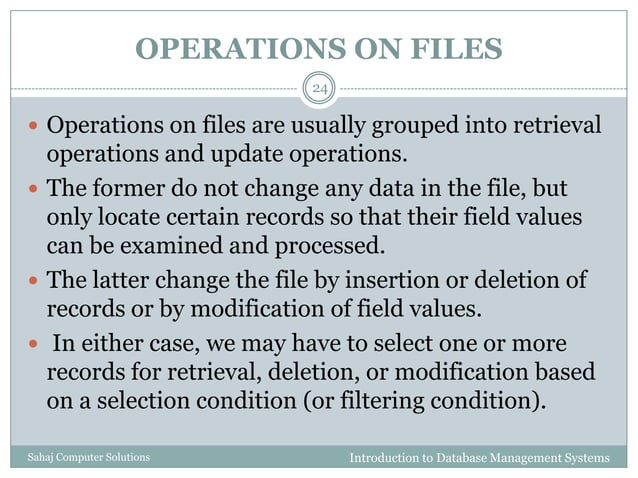 OPERATIONS ON FILES
24
• Operations on files are usually grouped into retrieval
operations and update operations.
• The former do not change any data in the file, but
only locate certain records so that their field values
can be examined and processed.
• The latter change the file by insertion or deletion of
records or by modification of field values.
• In either case, we may have to select one or more
records for retrieval, deletion, or modification based
on a selection condition (or filtering condition).
Sahaj Computer Solutions
Introduction to Database Management Systems